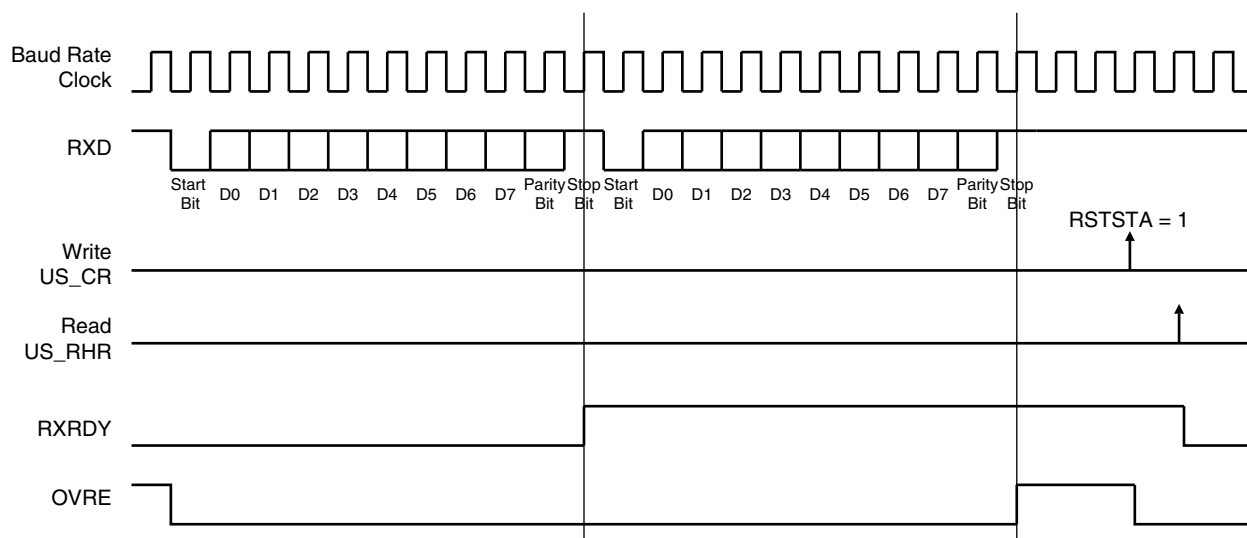 Baud Rate
Clock
RXD
Start
Bit
D0
D1
D2
D3
D4
D5
D6
D7
Parity
Bit
Stop
Bit
Start
Bit
D0
D1
D2
D3
D4
D5
D6
D7
Parity
Bit
Stop
Bit
RSTSTA = 1
Write
US_CR
Read
US_RHR
RXRDY
OVRE